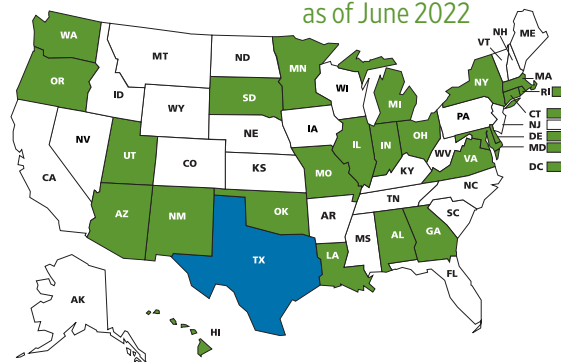 as of June 2022
WA
MT
ND
MN
VT
NH
ME
OR
ID
WY
SD
WI
MI
NY
MA
RI
CT
NJ
DE
MD
DC
NV
UT
CO
NE
IA
IL
IN
OH
PA
WV
VA
CA
KS
MO
KY
NC
AZ
NM
OK
AR
TN
SC
TX
LA
MS
AL
GA
FL
AK
HI